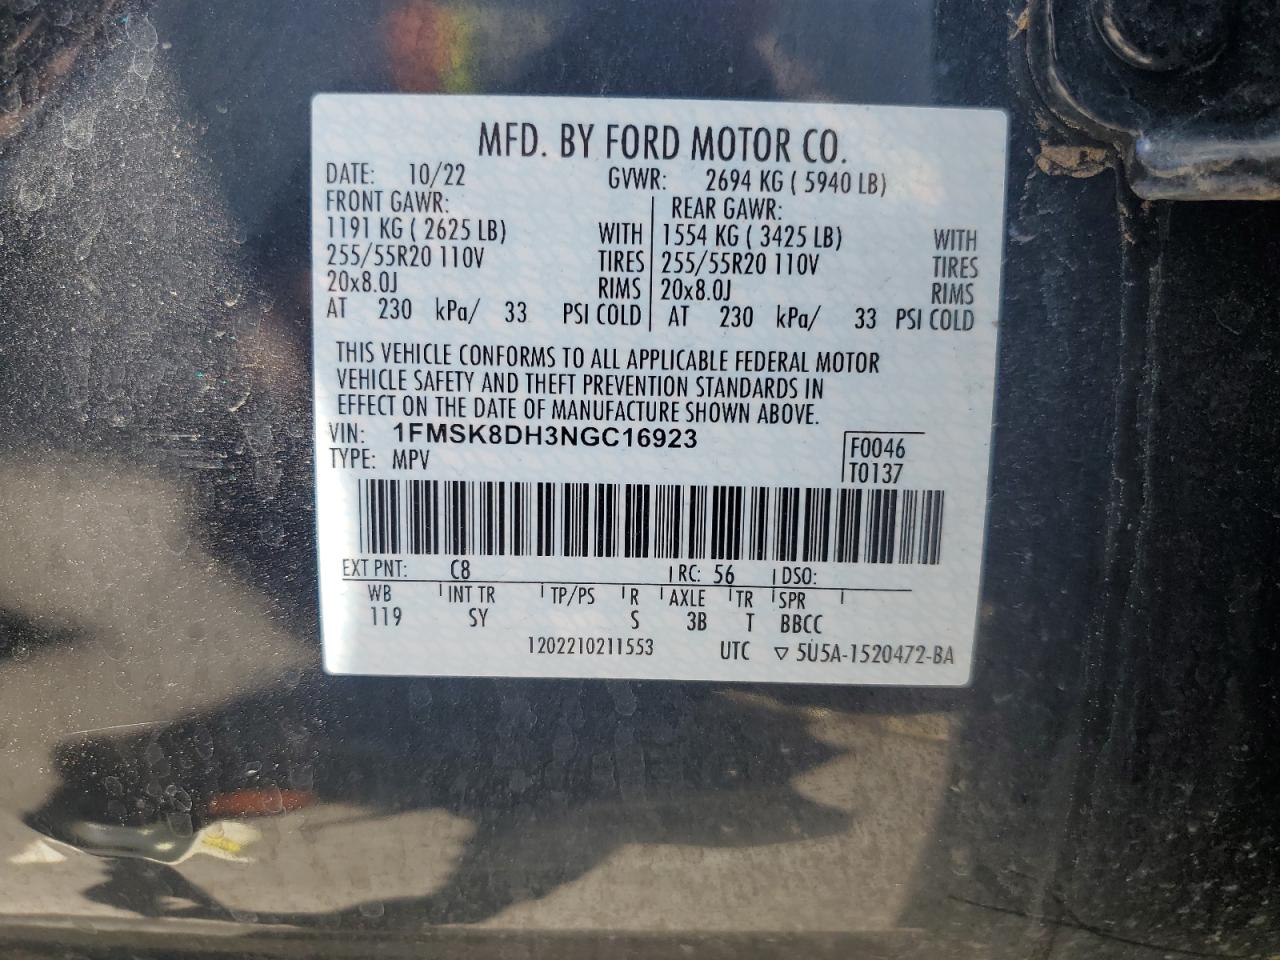 MFD. BY FORD MOTOR CO.
DATE: 10/22 GVWR: 2694 KG ( 5940 LB)
FRONT GAWR: REAR GAWR:
1191 KG ( 2625 LB) WITH 1554 KG ( 3425 LB) WITH
255/55R20 110V TIRES 255/55R20 110V TIRES
20x8.0J RIMS 20x8.0J RIMS
AT 230 kPa/ 33 PSI COLD AT 230 kPa/ 33 PSI COLD
THIS VEHICLE CONFORMS TO ALL APPLICABLE FEDERAL MOTOR
VEHICLE SAFETY AND THEFT PREVENTION STANDARDS IN
EFFECT ON THE DATE OF MANUFACTURE SHOWN ABOVE.
VIN: 1FMSK8DH3NGC16923
F0046
TYPE: MPV T0137
EXT PNT: C8 RC: 56 DSO:
WB INT TR TP/PS R AXLE TR SPR
119 SY S 3B T BBCC
1202210211553 UTC ▽ 5U5A-1520472-BA